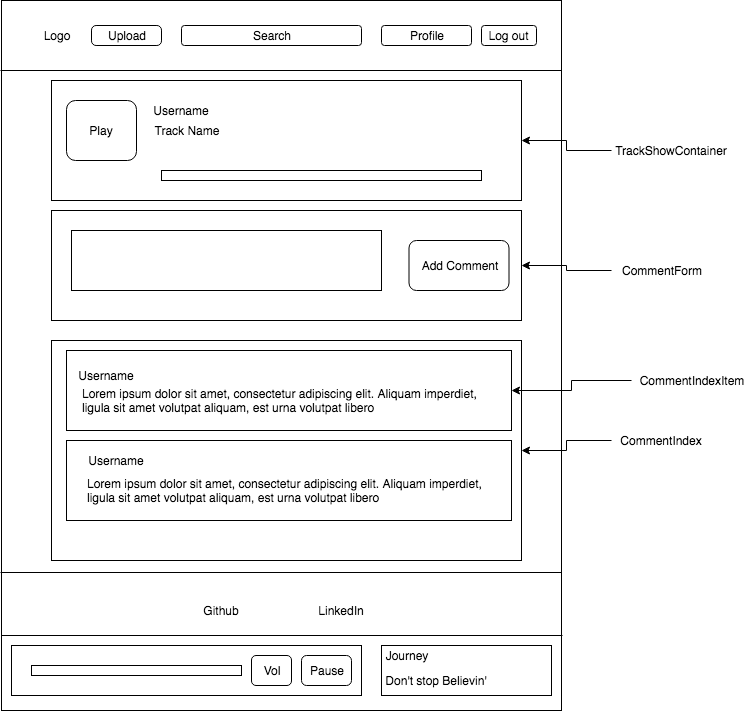 Logo
Upload
Search
Profile
Log out
Play
Username
Track Name
TrackShowContainer
Add Comment
CommentForm
Username
Lorem ipsum dolor sit amet, consectetur adipiscing elit. Aliquam imperdiet,
ligula sit amet volutpat aliquam, est urna volutpat libero
CommentIndexItem
CommentIndex
Username
Lorem ipsum dolor sit amet, consectetur adipiscing elit. Aliquam imperdiet,
ligula sit amet volutpat aliquam, est urna volutpat libero
Github
LinkedIn
Vol
Pause
Journey
Don't stop Believin'